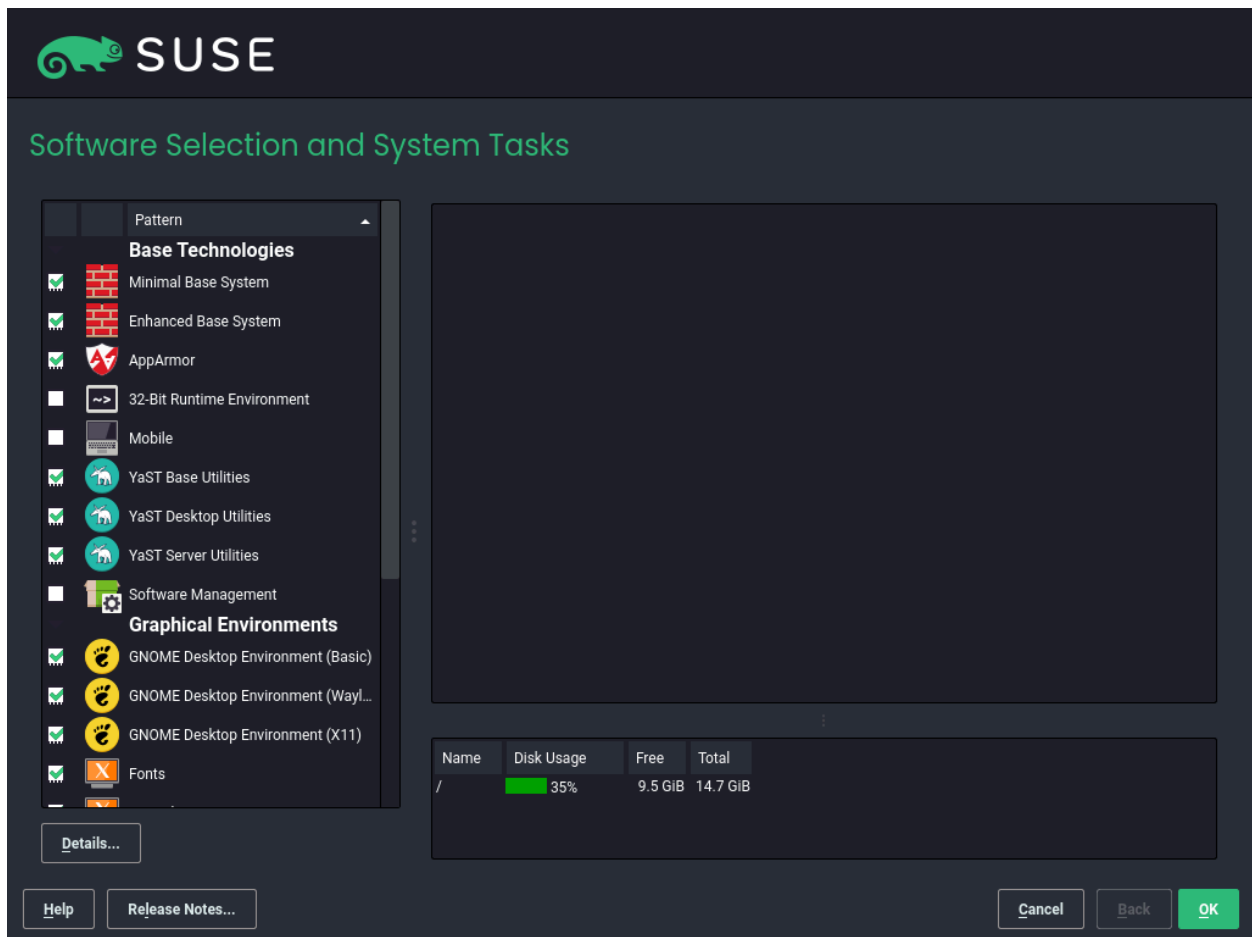 SUSE
Software Selection and System Tasks
Pattern
Base Technologies
Minimal Base System
Enhanced Base System
AppArmor
~>
32-Bit Runtime Environment
Mobile
YaST Base Utilities
YaST Desktop Utilities
YaST Server Utilities
Software Management
Graphical Environments
GNOME Desktop Environment (Basic)
GNOME Desktop Environment (Wayl...
GNOME Desktop Environment (X11)
X
Fonts
Name Disk Usage Free Total
/ 35% 9.5 GiB 14.7 GiB
Details...
Help Release Notes... Cancel Back OK